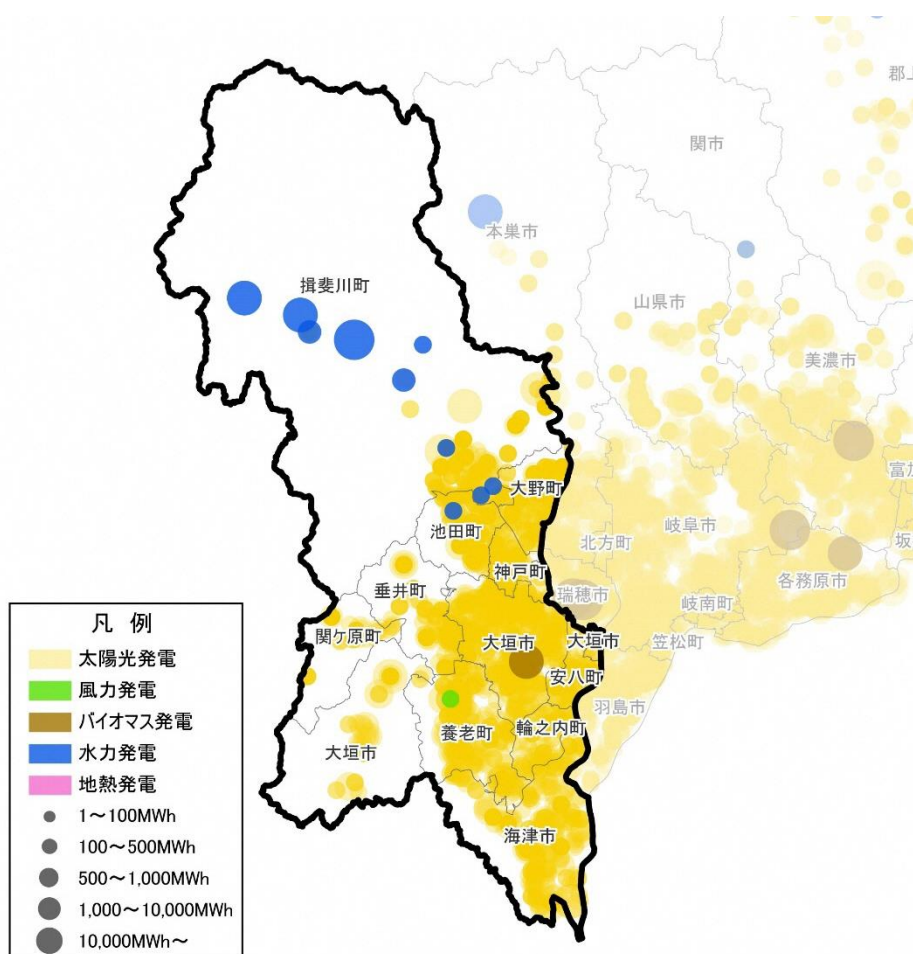 郡上
関市
本巣市
揖斐川町
山県市
美濃市
大野町
富加
池田町
北方町
岐阜市
坂
神戸町
垂井町
瑞穂市
各務原市
岐南町
関ケ原町
大垣市
大垣市
笠松町
安八町
羽島市
養老町
輪之内町
大垣市
海津市
凡 例
太陽光発電
風力発電
バイオマス発電
水力発電
地熱発電
1～100MWh
100～500MWh
500～1,000MWh
1,000～10,000MWh
10,000MWh～